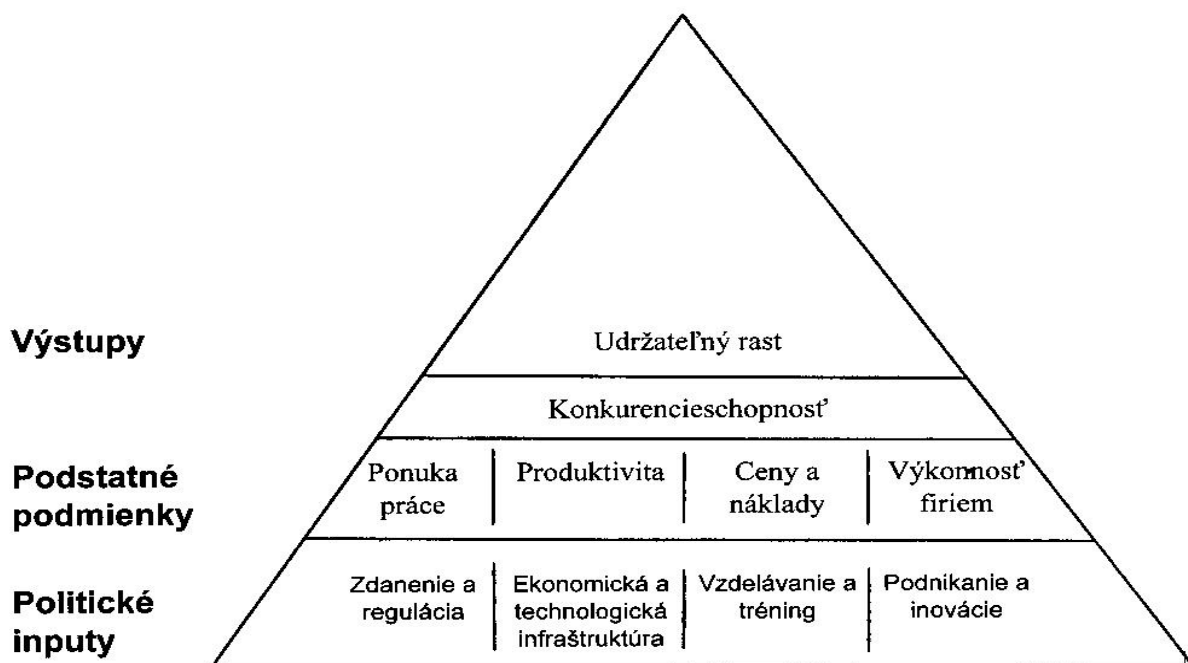 Výstupy
Udržateľný rast
Konkurencieschopnosť
Podstatné
podmienky
Ponuka
práce
Produktivita
Ceny a
náklady
Výkonnosť
firiem
Politické
inputy
Zdanenie a
regulácia
Ekonomická a
technologická
infraštruktúra
Vzdelávanie a
tréning
Podnikanie a
inovácie